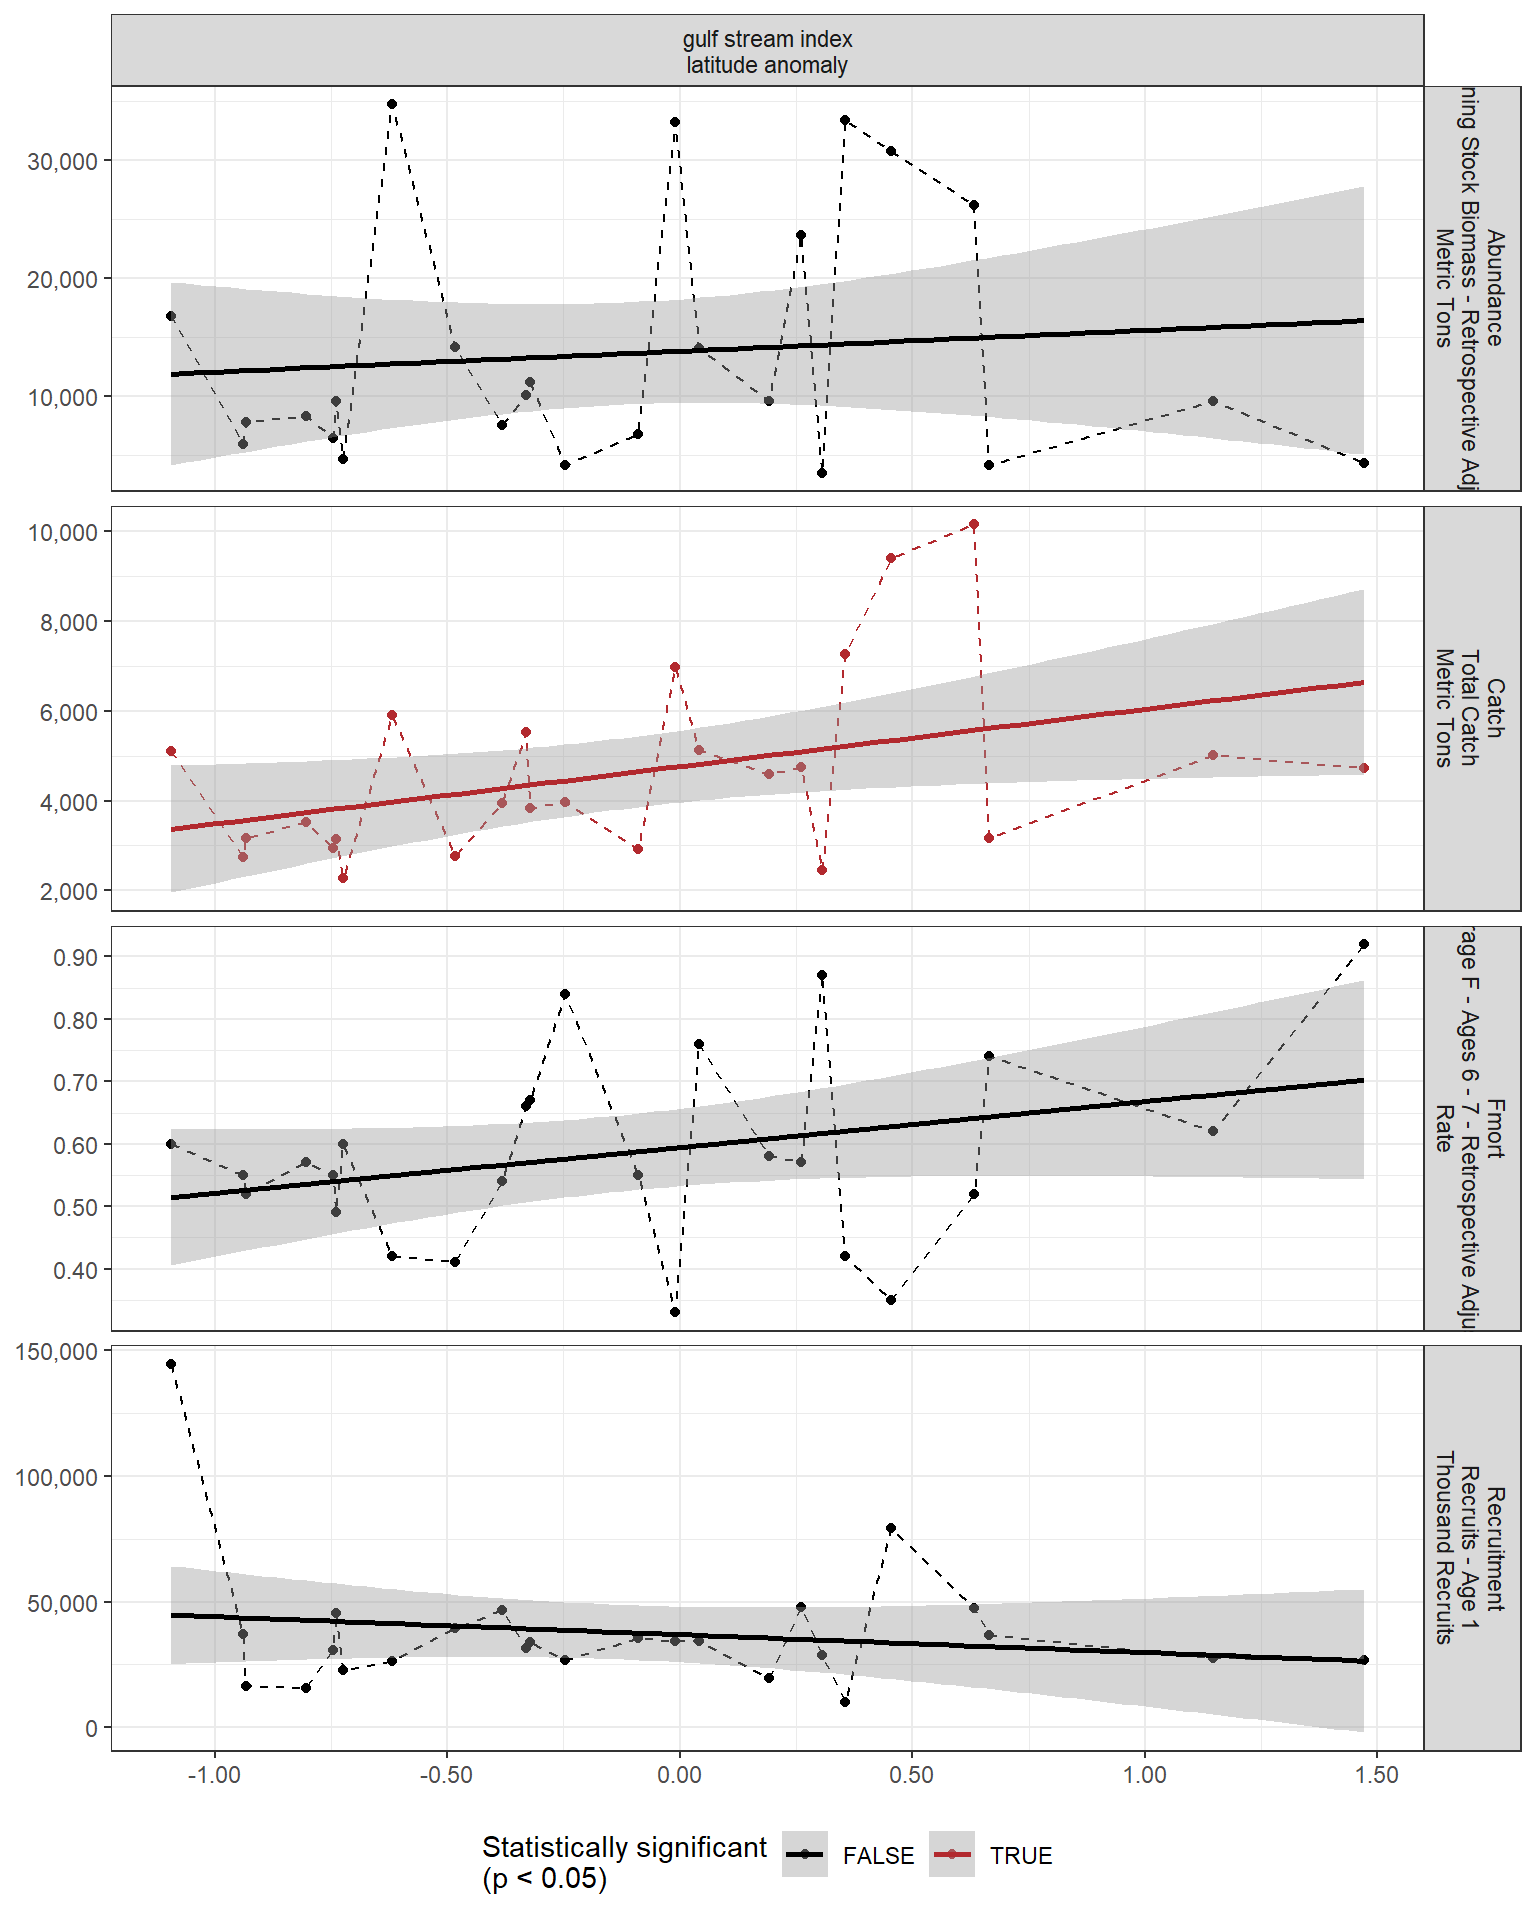 gulf stream index
latitude anomaly
30,000
20,000
10,000
Abundance
Stock Biomass - Retrospective
Metric Tons
10,000
8,000
6,000
4,000
2,000
Catch
Total Catch
Metric Tons
0.90
0.80
0.70
0.60
0.50
0.40
Fmort
F - Ages 6 - 7 - Retrospective
Rate
150,000
100,000
50,000
0
Recruitment
Recruits - Age 1
Thousand Recruits
-1.00
-0.50
0.00
0.50
1.00
1.50
Statistically significant
(p < 0.05)
FALSE
TRUE